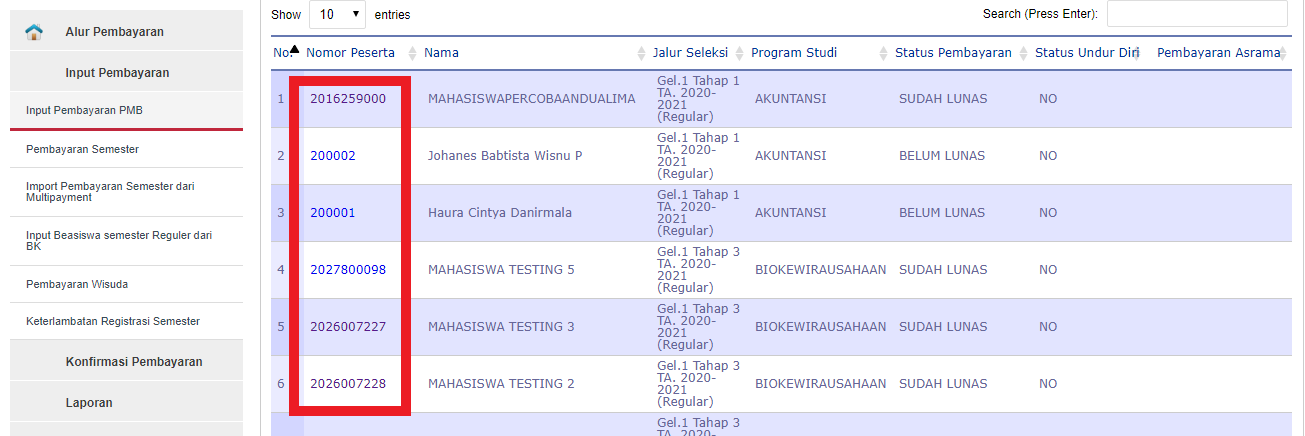 Alur Pembayaran
Input Pembayaran
Input Pembayaran PMB
Pembayaran Semester
Import Pembayaran Semester dari
Multipayment
Input Beasiswa semester Reguler dari
BK
Pembayaran Wisuda
Keterlambatan Registrasi Semester
Konfirmasi Pembayaran
Laporan
Show 10 entries
Search (Press Enter):
No. Nomor Peserta Nama Jalur Seleksi Program Studi Status Pembayaran Status Undur Diri Pembayaran Asrama
1 2016259000 MAHASISWAPERCOBAANDUALIMA Gel.1 Tahap 1
TA. 2020-
2021
(Regular) AKUNTANSI SUDAH LUNAS NO
2 200002 Johanes Babtista Wisnu P Gel.1 Tahap 1
TA. 2020-
2021
(Regular) AKUNTANSI BELUM LUNAS NO
3 200001 Haura Cintya Danirmala Gel.1 Tahap 1
TA. 2020-
2021
(Regular) AKUNTANSI BELUM LUNAS NO
4 2027800098 MAHASISWA TESTING 5 Gel.1 Tahap 3
TA. 2020-
2021
(Regular) BIOKEWIRAUSAHAAN SUDAH LUNAS NO
5 2026007227 MAHASISWA TESTING 3 Gel.1 Tahap 3
TA. 2020-
2021
(Regular) BIOKEWIRAUSAHAAN SUDAH LUNAS NO
6 2026007228 MAHASISWA TESTING 2 Gel.1 Tahap 3
TA. 2020-
2021
(Regular) BIOKEWIRAUSAHAAN SUDAH LUNAS NO
Gel.1 Tahap 3
TA. 2020-